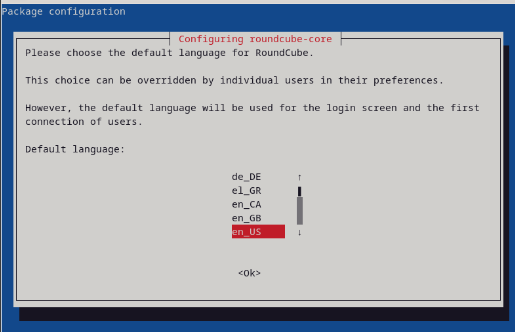 Package configuration
Configuring roundcube-core
Please choose the default language for RoundCube.
This choice can be overridden by individual users in their preferences.
However, the default language will be used for the login screen and the first
connection of users.
Default language:
de_DE ↑
el_GR
en_CA
en_GB
en_US ↓
<Ok>